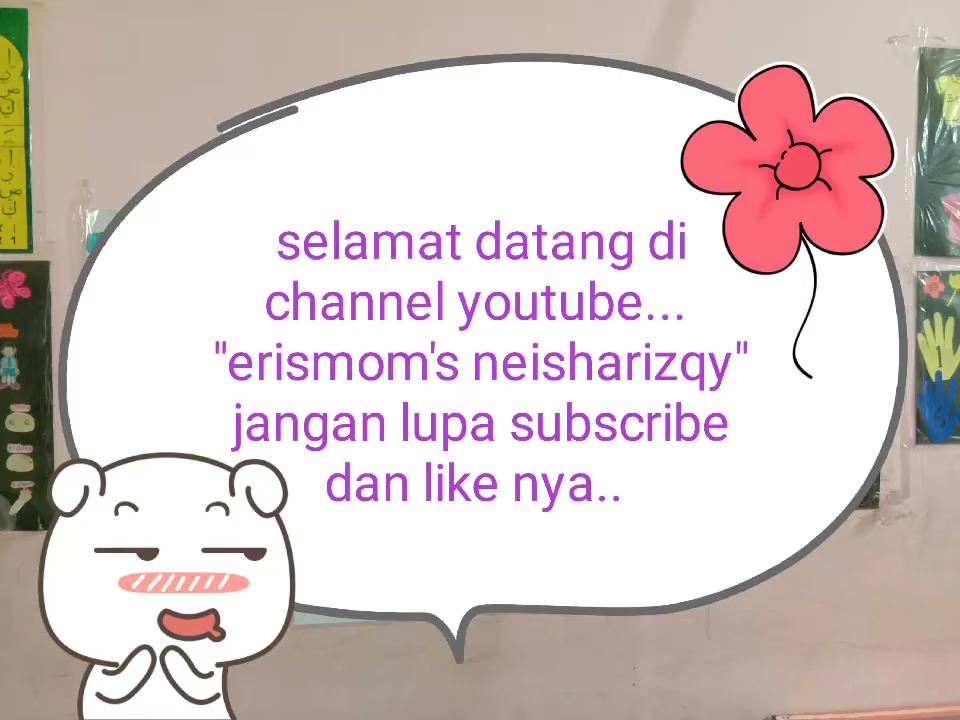 selamat datang di
channel youtube...
"erismom's neisharizqy"
jangan lupa subscribe
dan like nya..